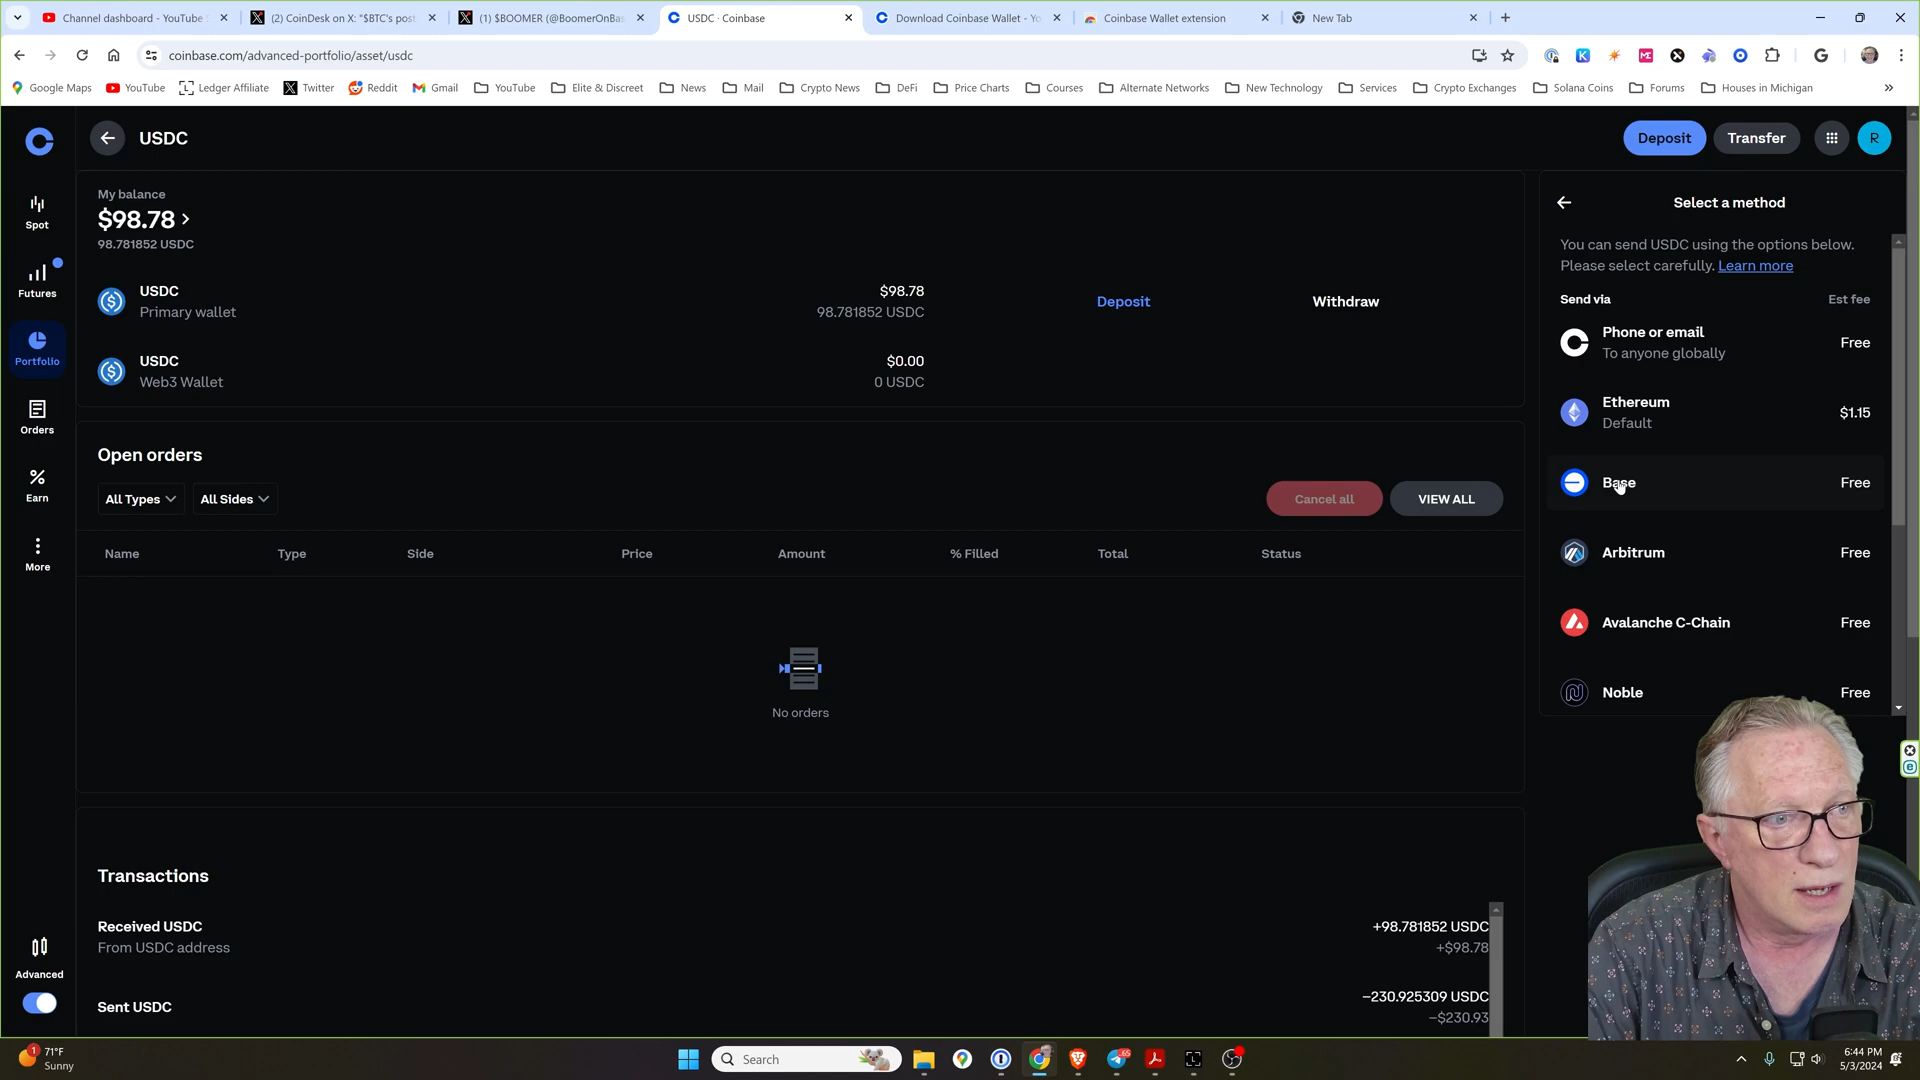 Channel dashboard - YouTube
(2) CoinDesk on X: "$BTC's post
(1) $BOOMER (@BoomerOnBas
USDC · Coinbase
Download Coinbase Wallet - Yo
Coinbase Wallet extension
New Tab
coinbase.com/advanced-portfolio/asset/usdc
Google Maps
YouTube
Ledger Affiliate
Twitter
Reddit
Gmail
YouTube
Elite & Discreet
News
Mail
Crypto News
DeFi
Price Charts
Courses
Alternate Networks
New Technology
Services
Crypto Exchanges
Solana Coins
Forums
Houses in Michigan
USDC
Deposit
Transfer
R
Spot
Futures
Portfolio
Orders
Earn
More
Advanced
My balance
$98.78
98.781852 USDC
USDC
Primary wallet
$98.78
98.781852 USDC
Deposit
Withdraw
USDC
Web3 Wallet
$0.00
0 USDC
Open orders
All Types
All Sides
Cancel all
VIEW ALL
Name Type Side Price Amount % Filled Total Status
No orders
Transactions
Received USDC
From USDC address
+98.781852 USDC
+$98.78
Sent USDC
−230.925309 USDC
−$230.93
Select a method
You can send USDC using the options below.
Please select carefully. Learn more
Send via Est fee
Phone or email
To anyone globally
Free
Ethereum
Default
$1.15
Base Free
Arbitrum Free
Avalanche C-Chain Free
Noble Free
1
71°F
Sunny
Search
65
6:44 PM
5/3/2024